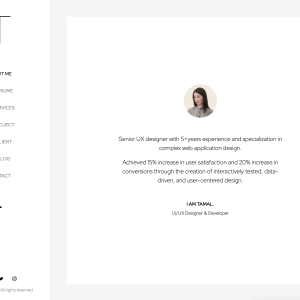 UT ME
SUME
RVICES
OJECT
LIENT
LOG
TACT
All rights reserved
Senior UX designer with 5+years experience and specialization in
complex web application design.
Achieved 15% increase in user satisfaction and 20% increase in
conversions through the creation of interactively tested, data-
driven, and user-centered design.
I AM TAMAL.
UI/UX Designer & Developer